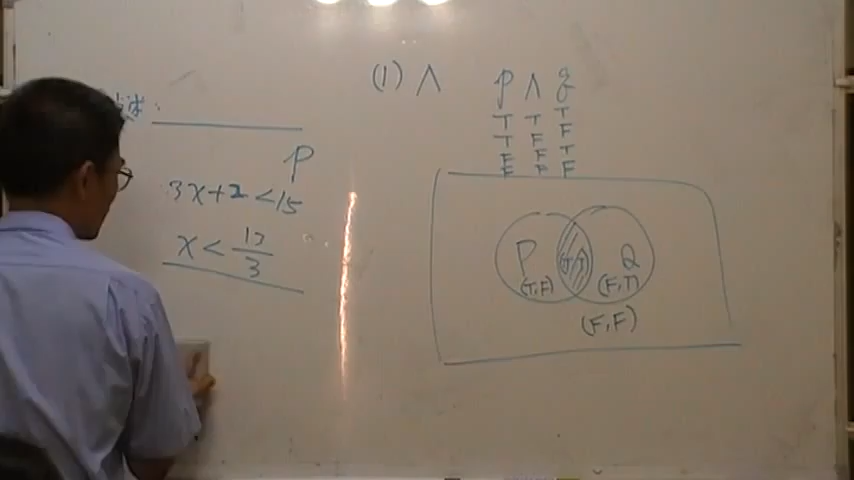 P
3x+2<15
x < 13/3
(1) ∧
p ∧ q
T T T
T F F
F F T
F F F
P Q
(T,T)
(T,F) (F,T)
(F,F)